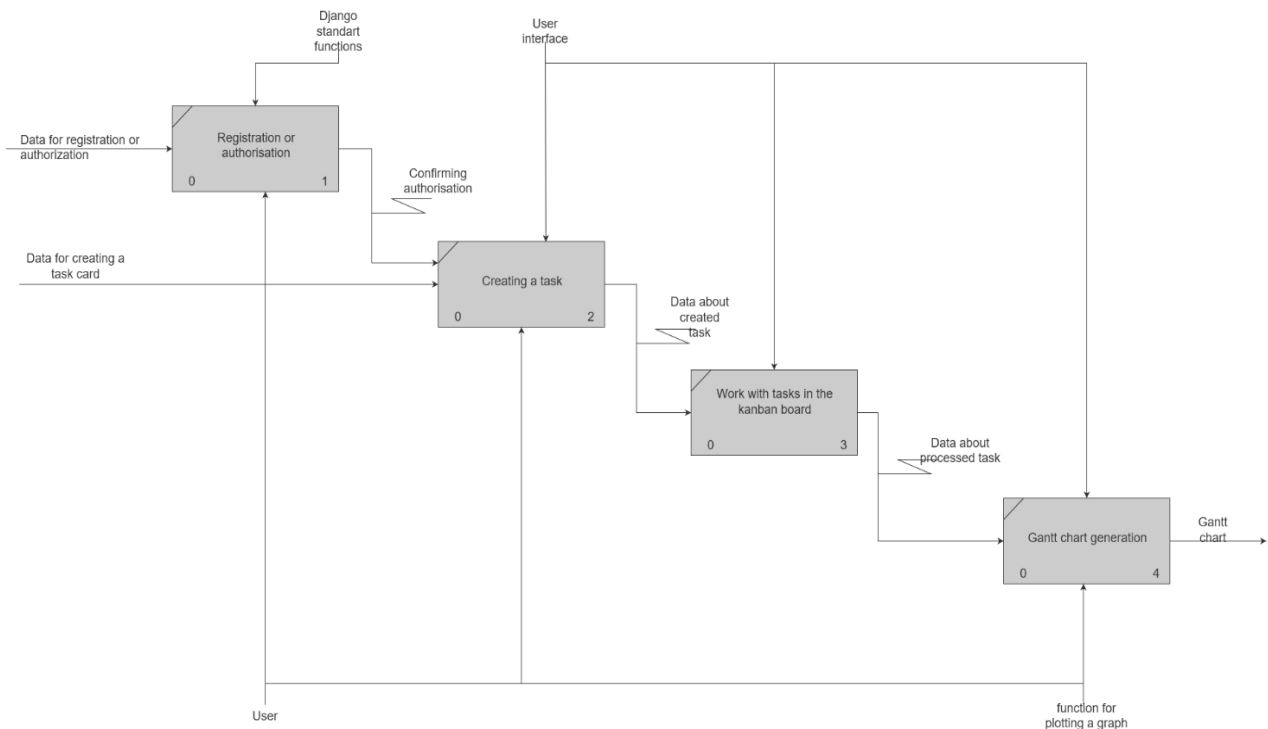 Django
standart
functions
User
interface
Data for registration or
authorization
Registration or
authorisation
0
1
Confirming
authorisation
Data for creating a
task card
Creating a task
0
2
Data about
created
task
Work with tasks in the
kanban board
0
3
Data about
processed task
Gantt chart generation
0
4
Gantt
chart
User
function for
plotting a graph